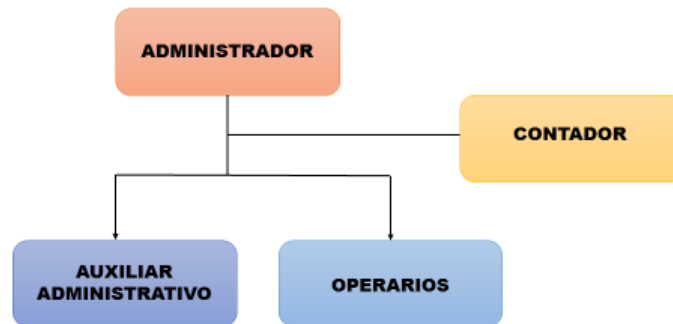 ADMINISTRADOR
CONTADOR
AUXILIAR
ADMINISTRATIVO
OPERARIOS